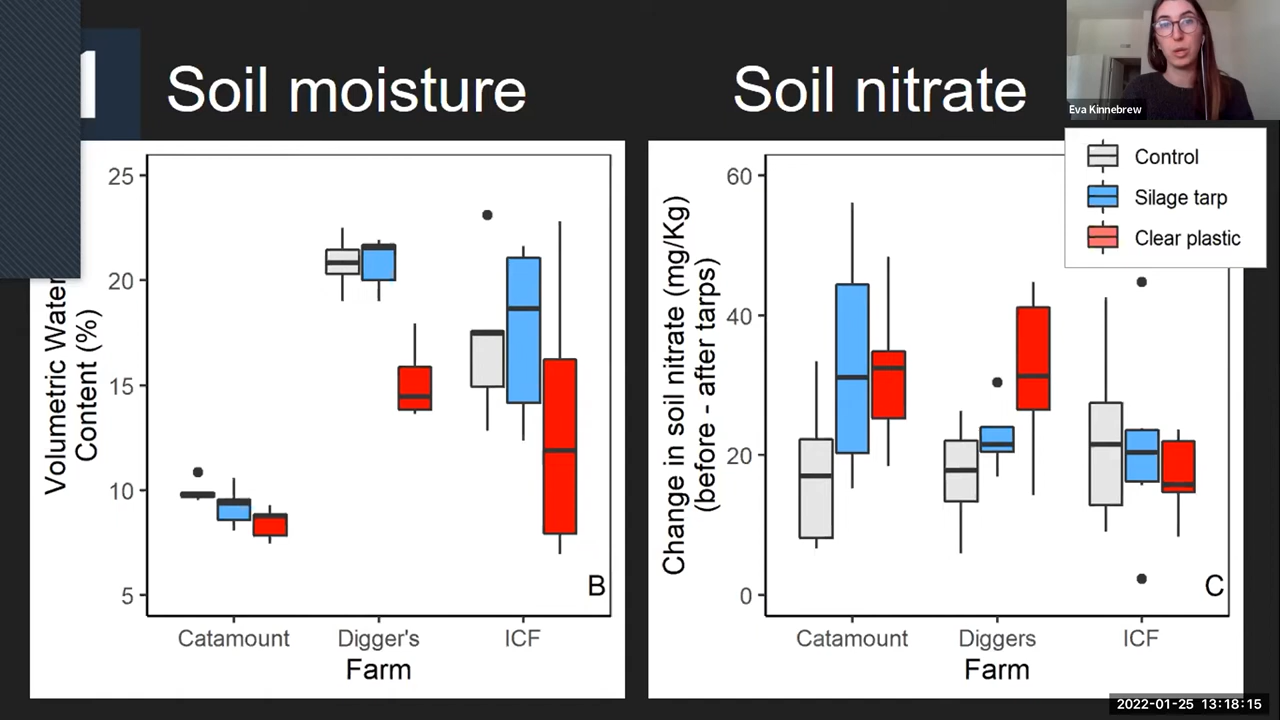 Soil moisture
Soil nitrate
Eva Kinnebrew
Control
Silage tarp
Clear plastic
Volumetric Water
Content (%)
25
20
15
10
5
B
Catamount
Digger's
ICF
Farm
Change in soil nitrate (mg/Kg)
(before - after tarps)
60
40
20
0
C
Catamount
Diggers
ICF
Farm
2022-01-25 13:18:15